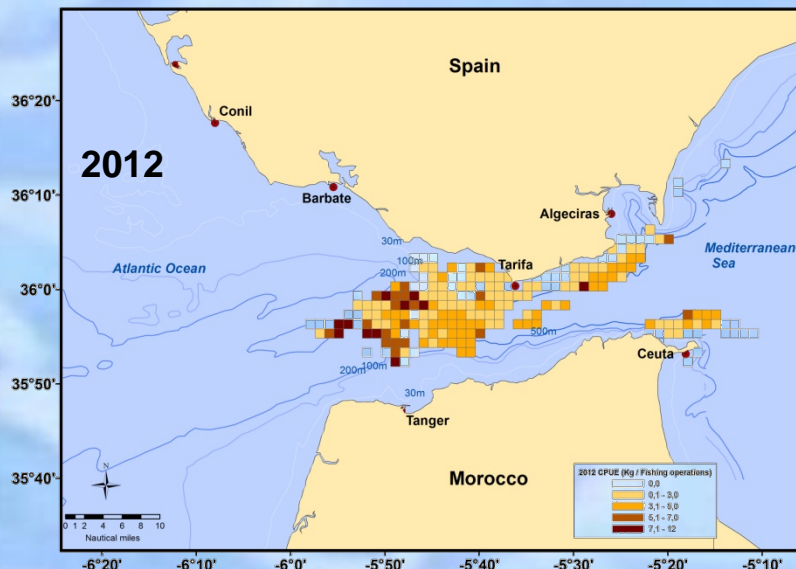 Spain
36°20'
Conil
2012
36°10'
Barbate
Algeciras
30m
100m
200m
Atlantic Ocean
Tarifa
Mediterranean
Sea
36°0'
500m
Ceuta
35°50'
200m
100m
30m
Tanger
35°40'
Morocco
N
2012 CPUE (Kg / Fishing operations)
0,0
0,1 - 3,0
3,1 - 5,0
5,1 - 7,0
7,1 - 12
0 1 2 4 6 8 10
Nautical miles
-6°20' -6°10' -6°0' -5°50' -5°40' -5°30' -5°20' -5°10'